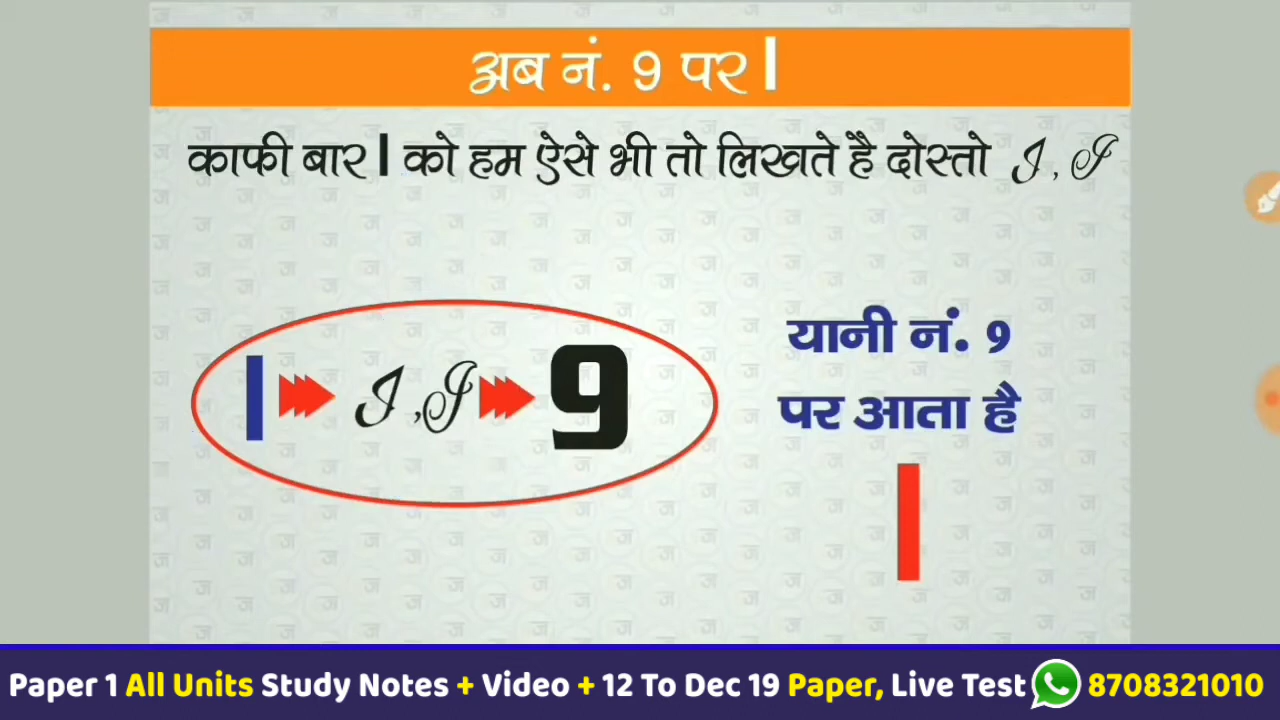 अब नं. 9 पर I
काफी बार I को हम ऐसे भी तो लिखते है दोस्तो I , I
I I , I 9
यानी नं. 9
पर आता है
I
Paper 1 All Units Study Notes + Video + 12 To Dec 19 Paper, Live Test 8708321010